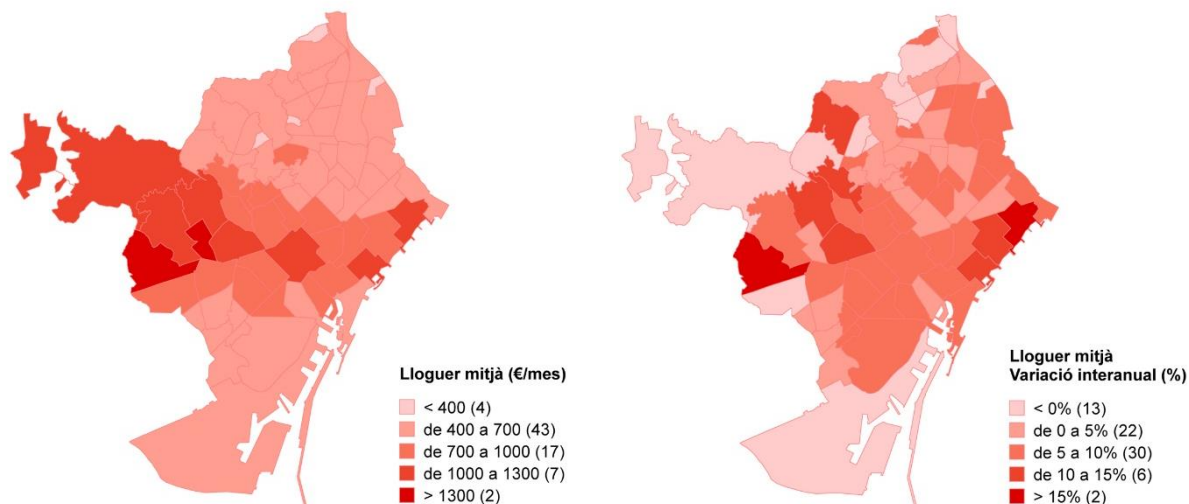 Lloguer mitjà (€/mes)
< 400 (4)
de 400 a 700 (43)
de 700 a 1000 (17)
de 1000 a 1300 (7)
> 1300 (2)
Lloguer mitjà
Variació interanual (%)
< 0% (13)
de 0 a 5% (22)
de 5 a 10% (30)
de 10 a 15% (6)
> 15% (2)